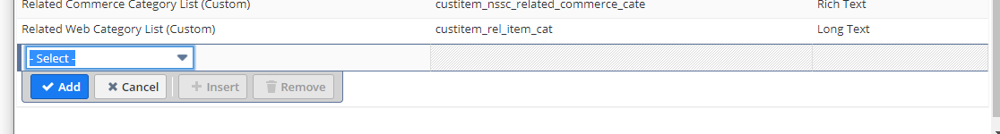 Related Commerce Category List (Custom) custitem_nssc_related_commerce_cate Rich Text
Related Web Category List (Custom) custitem_rel_item_cat Long Text
- Select -
Add Cancel Insert Remove